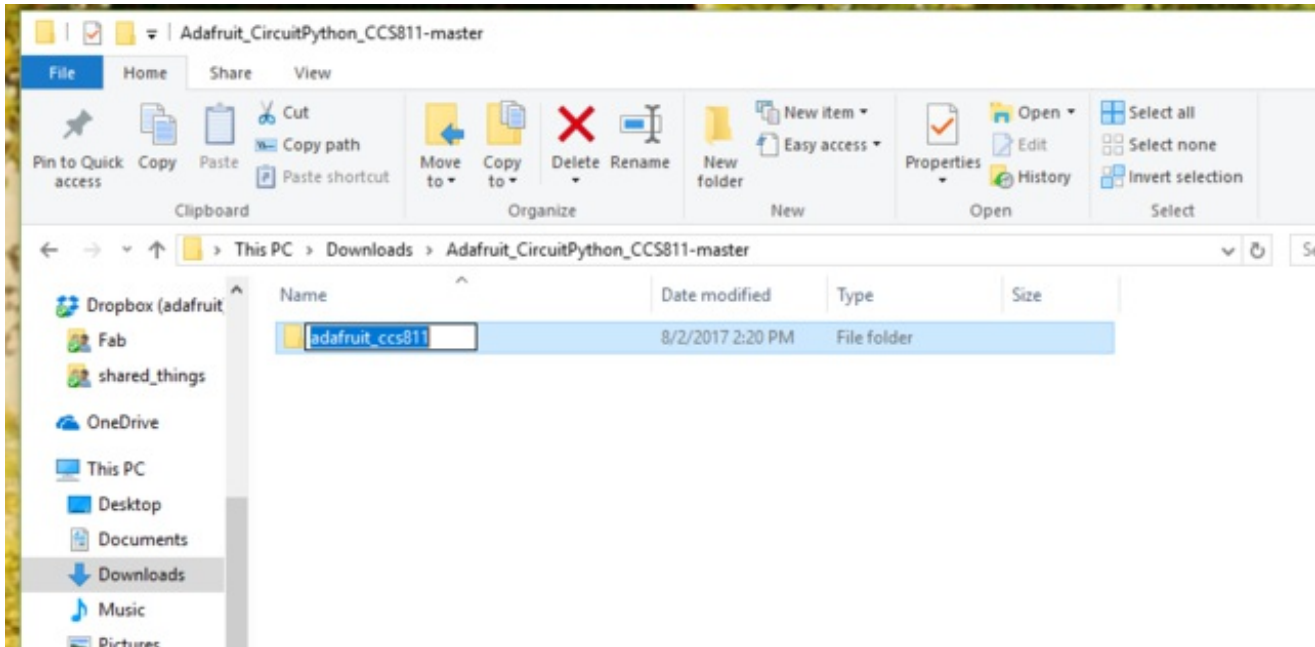 Adafruit_CircuitPython_CCS811-master
File Home Share View
Pin to Quick access
Copy
Paste
Cut
Copy path
Paste shortcut
Move to
Copy to
Delete
Rename
New folder
New item
Easy access
Properties
Open
Edit
History
Select all
Select none
Invert selection
Clipboard Organize New Open Select
This PC > Downloads > Adafruit_CircuitPython_CCS811-master
Name Date modified Type Size
adafruit_ccs811 8/2/2017 2:20 PM File folder
Dropbox (adafruit
Fab
shared_things
OneDrive
This PC
Desktop
Documents
Downloads
Music
Pictures